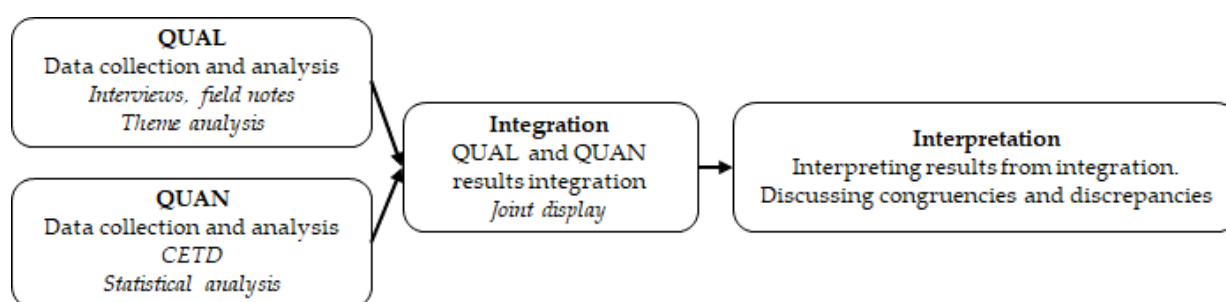 QUAL
Data collection and analysis
Interviews, field notes
Theme analysis
QUAN
Data collection and analysis
CETD
Statistical analysis
Integration
QUAL and QUAN
results integration
Joint display
Interpretation
Interpreting results from integration.
Discussing congruencies and discrepancies